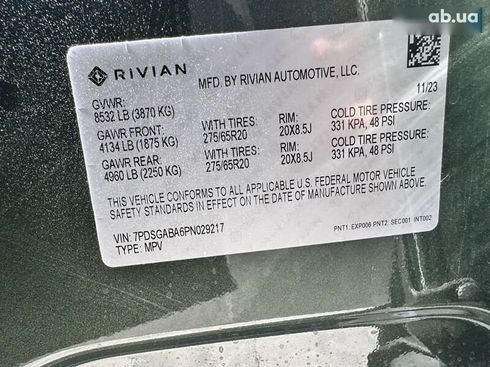 ab.ua
RIVIAN
MFD. BY RIVIAN AUTOMOTIVE, LLC.
11/23
GVWR:
8532 LB (3870 KG)
GAWR FRONT: WITH TIRES: RIM: COLD TIRE PRESSURE:
4134 LB (1875 KG) 275/65R20 20X8.5J 331 KPA, 48 PSI
GAWR REAR: WITH TIRES: RIM: COLD TIRE PRESSURE:
4960 LB (2250 KG) 275/65R20 20X8.5J 331 KPA, 48 PSI
THIS VEHICLE CONFORMS TO ALL APPLICABLE U.S. FEDERAL MOTOR VEHICLE
SAFETY STANDARDS IN EFFECT ON THE DATE OF MANUFACTURE SHOWN ABOVE.
VIN: 7PDSGABA6PN029217
TYPE: MPV
PNT1: EXP006 PNT2: SEC001 INT002